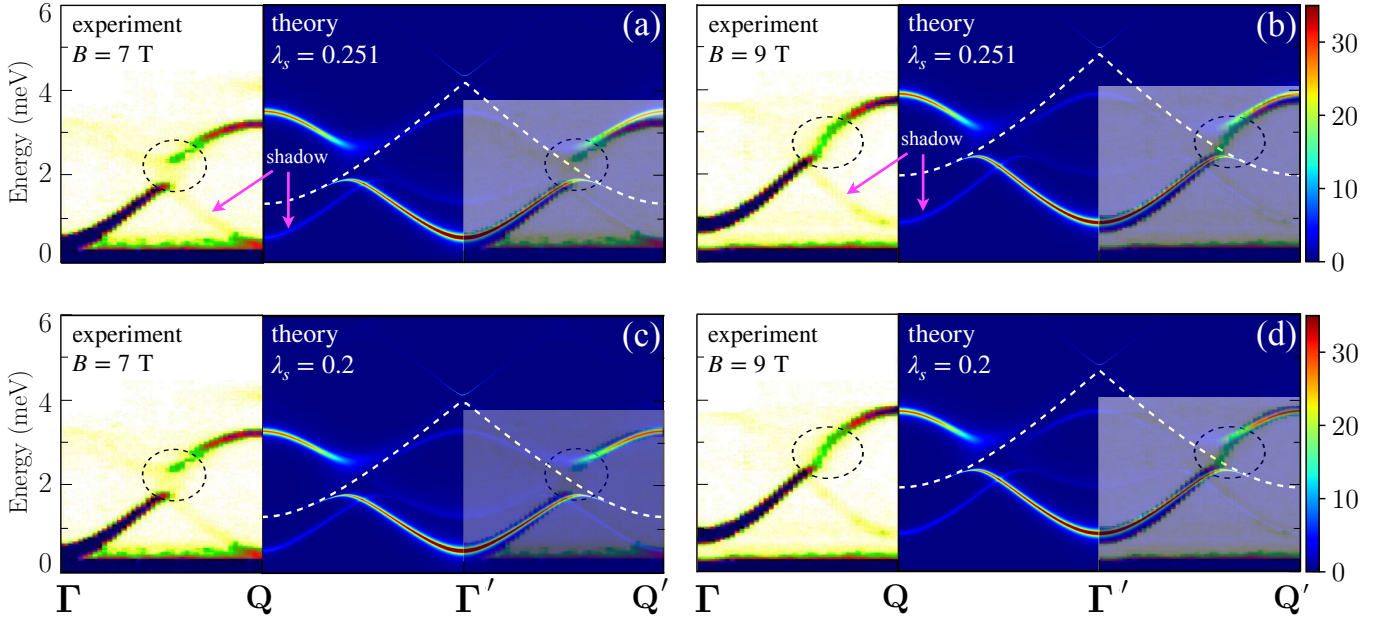 6
4
2
0
Energy (meV)
experiment
B = 7 T
theory
λₛ = 0.251
(a)
shadow
experiment
B = 9 T
theory
λₛ = 0.251
(b)
shadow
30
20
10
0
6
4
2
0
Energy (meV)
experiment
B = 7 T
theory
λₛ = 0.2
(c)
experiment
B = 9 T
theory
λₛ = 0.2
(d)
30
20
10
0
Γ Q Γ′ Q′
Γ Q Γ′ Q′